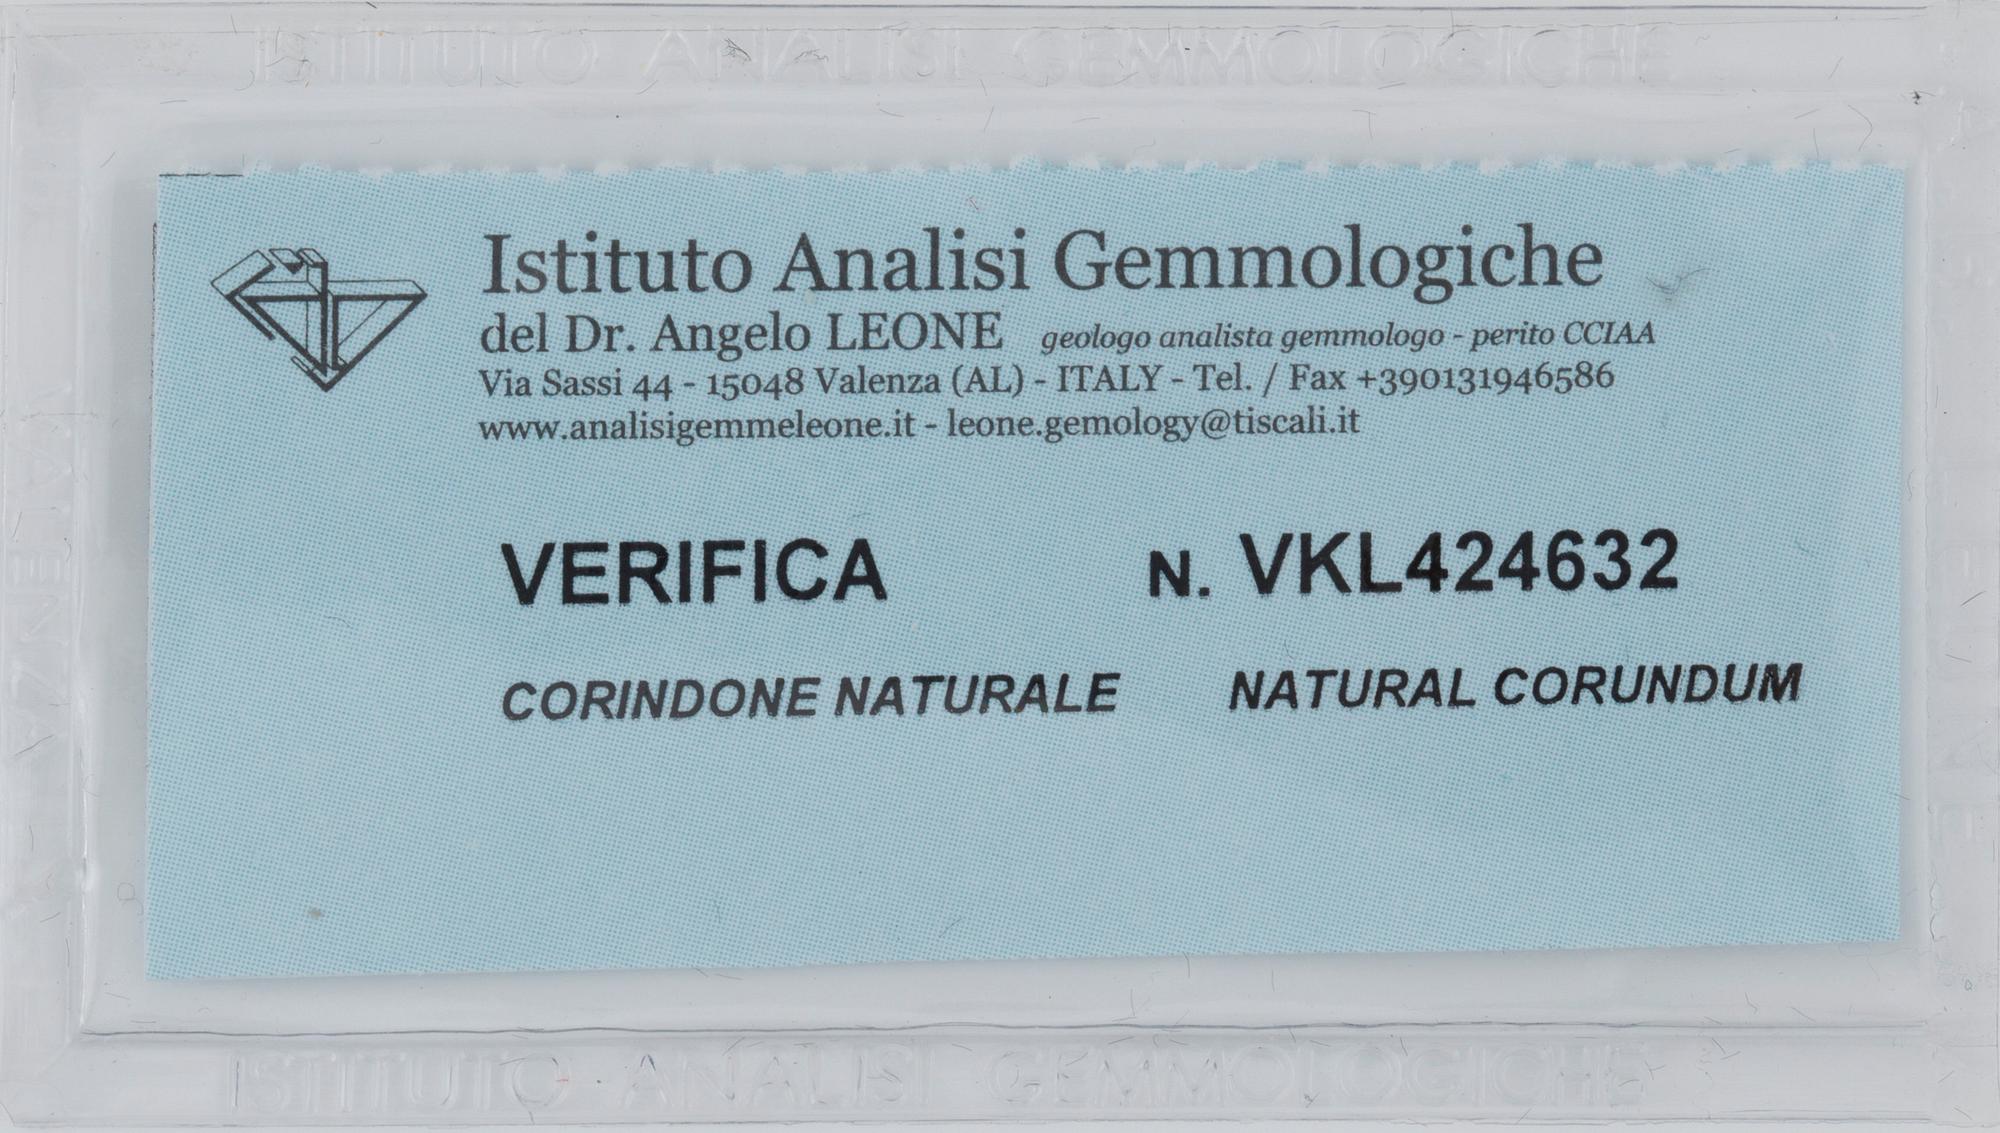 ISTITUTO ANALISI GEMMOLOGICHE
Istituto Analisi Gemmologiche
del Dr. Angelo LEONE geologo analista gemmologo - perito CCIAA
Via Sassi 44 - 15048 Valenza (AL) - ITALY - Tel. / Fax +390131946586
www.analisigemmeleone.it - leone.gemology@tiscali.it
VERIFICA N. VKL424632
CORINDONE NATURALE NATURAL CORUNDUM
VALENZA
ISTITUTO ANALISI GEMMOLOGICHE